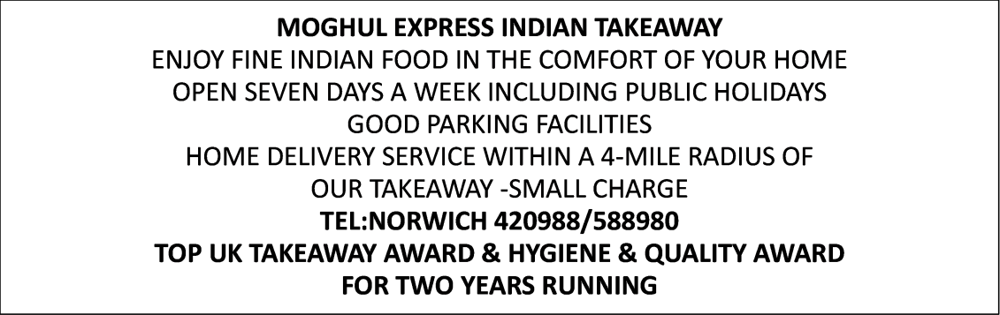 MOGHUL EXPRESS INDIAN TAKEAWAY
ENJOY FINE INDIAN FOOD IN THE COMFORT OF YOUR HOME
OPEN SEVEN DAYS A WEEK INCLUDING PUBLIC HOLIDAYS
GOOD PARKING FACILITIES
HOME DELIVERY SERVICE WITHIN A 4-MILE RADIUS OF
OUR TAKEAWAY -SMALL CHARGE
TEL:NORWICH 420988/588980
TOP UK TAKEAWAY AWARD & HYGIENE & QUALITY AWARD
FOR TWO YEARS RUNNING